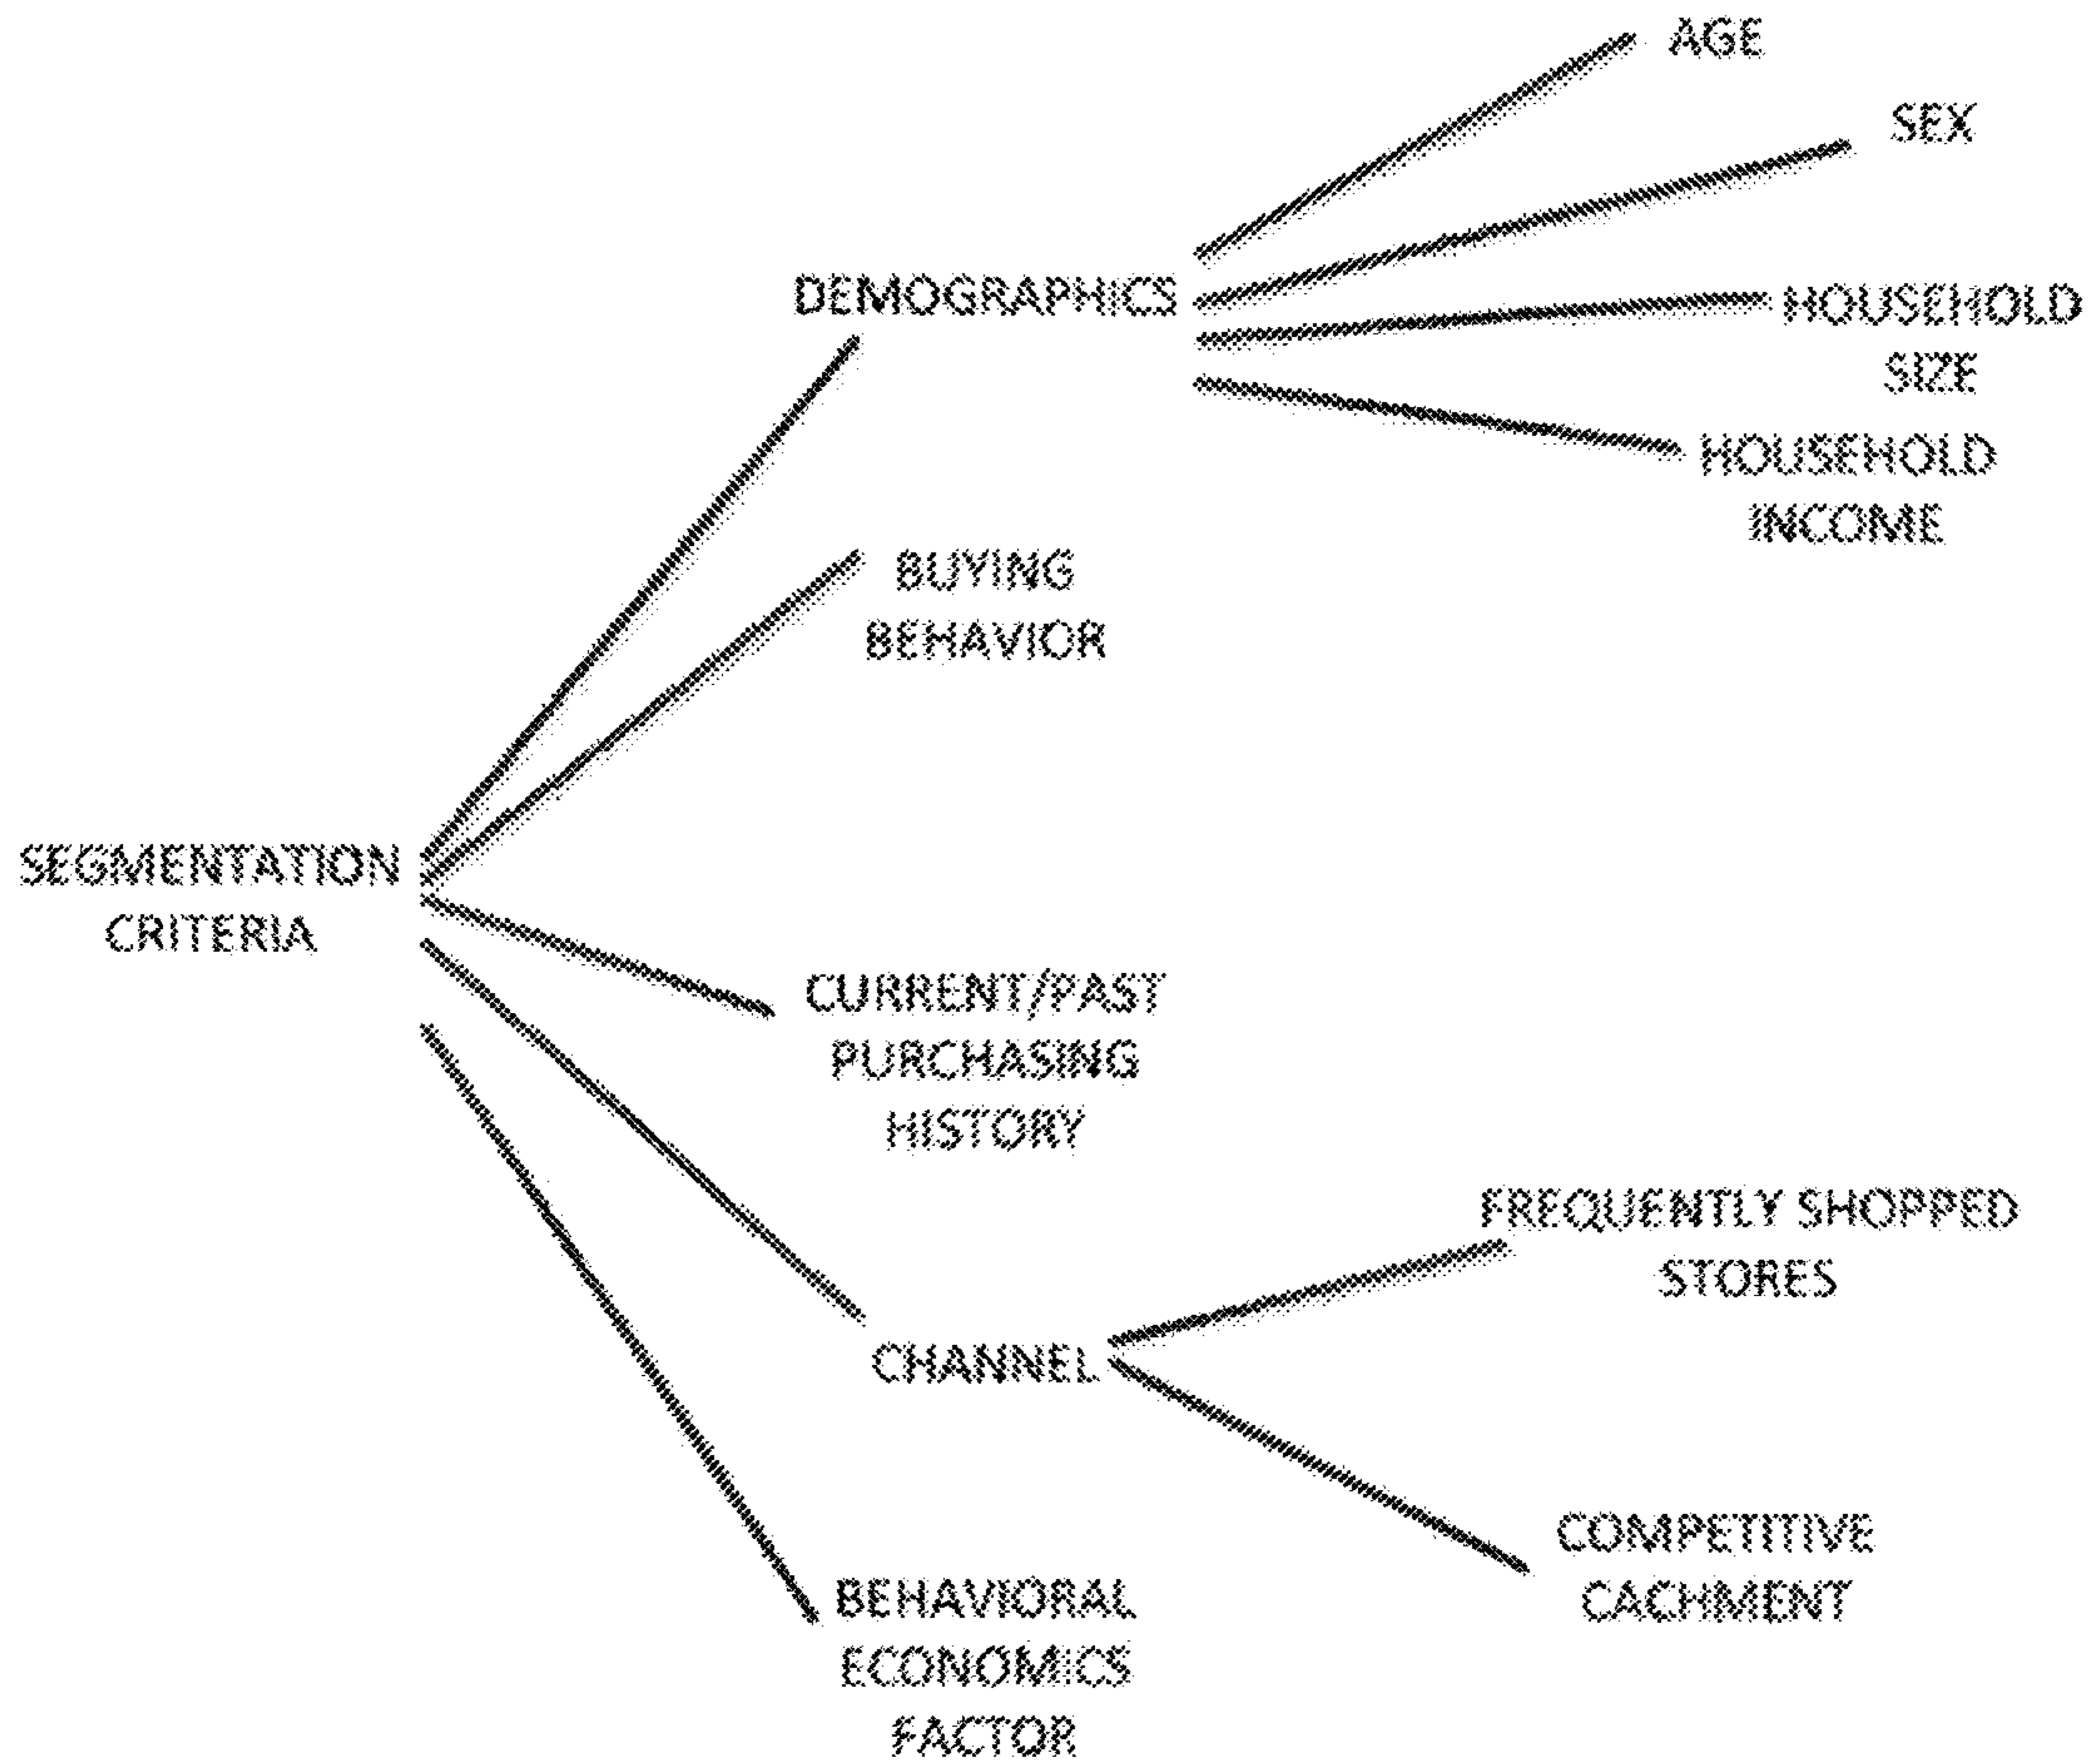 AGE
SEX
DEMOGRAPHICS
HOUSEHOLD
SIZE
HOUSEHOLD
INCOME
BUYING
BEHAVIOR
SEGMENTATION
CRITERIA
CURRENT/PAST
PURCHASING
HISTORY
FREQUENTLY SHOPPED
STORES
CHANNEL
COMPETITIVE
CACHMENT
BEHAVIORAL
ECONOMICS
FACTOR